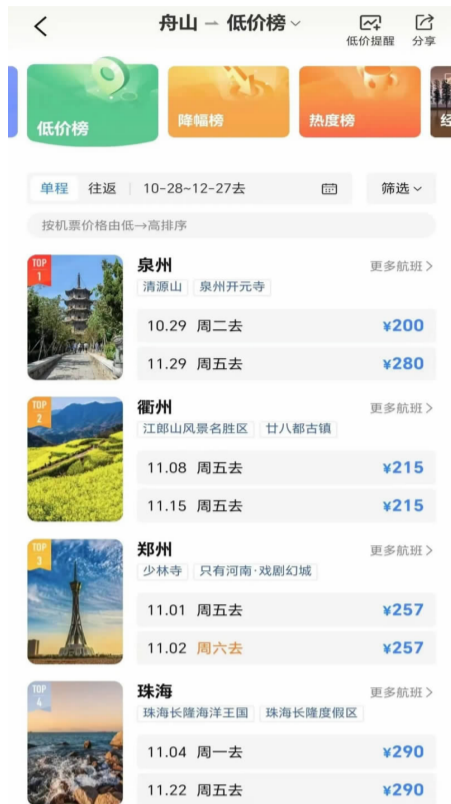 舟山 — 低价榜
低价提醒
分享
低价榜
降幅榜
热度榜
单程 往返 10-28~12-27去 筛选
按机票价格由低→高排序
TOP 1
泉州 更多航班
清源山 泉州开元寺
10.29 周二去 ¥200
11.29 周五去 ¥280
TOP 2
衢州 更多航班
江郎山风景名胜区 廿八都古镇
11.08 周五去 ¥215
11.15 周五去 ¥215
TOP 3
郑州 更多航班
少林寺 只有河南·戏剧幻城
11.01 周五去 ¥257
11.02 周六去 ¥257
TOP 4
珠海 更多航班
珠海长隆海洋王国 珠海长隆度假区
11.04 周一去 ¥290
11.22 周五去 ¥290